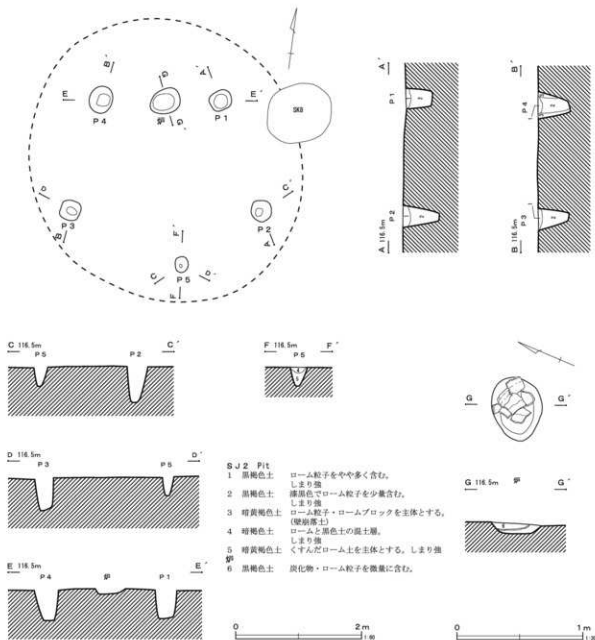 B´
G
A´
E
E´
P4
炉
G´
P1
D
P3
B
C´
P2
A
F´
P5
C
D´
F
A´
P1
P2
A 116.5m
B´
P4
P3
B 116.5m
C 116.5m
C´
P5
P2
F 116.5m
F´
P5
G
G´
D 116.5m
D´
P3
P5
G 116.5m
炉
G´
E 116.5m
E´
P4
炉
P1
SJ2 Pit
1 黒褐色土 ローム粒子をやや多く含む。
しまり強
2 黒褐色土 漆黒色でローム粒子を少量含む。
しまり強
3 暗黄褐色土 ローム粒子・ロームブロックを主体とする。
(壁崩落土)
4 暗褐色土 ロームと黒色土の混土層。
しまり強
5 暗黄褐色土 くすんだローム土を主体とする。しまり強
炉
6 黒褐色土 炭化物・ローム粒子を微量に含む。
0 2m
0 1m